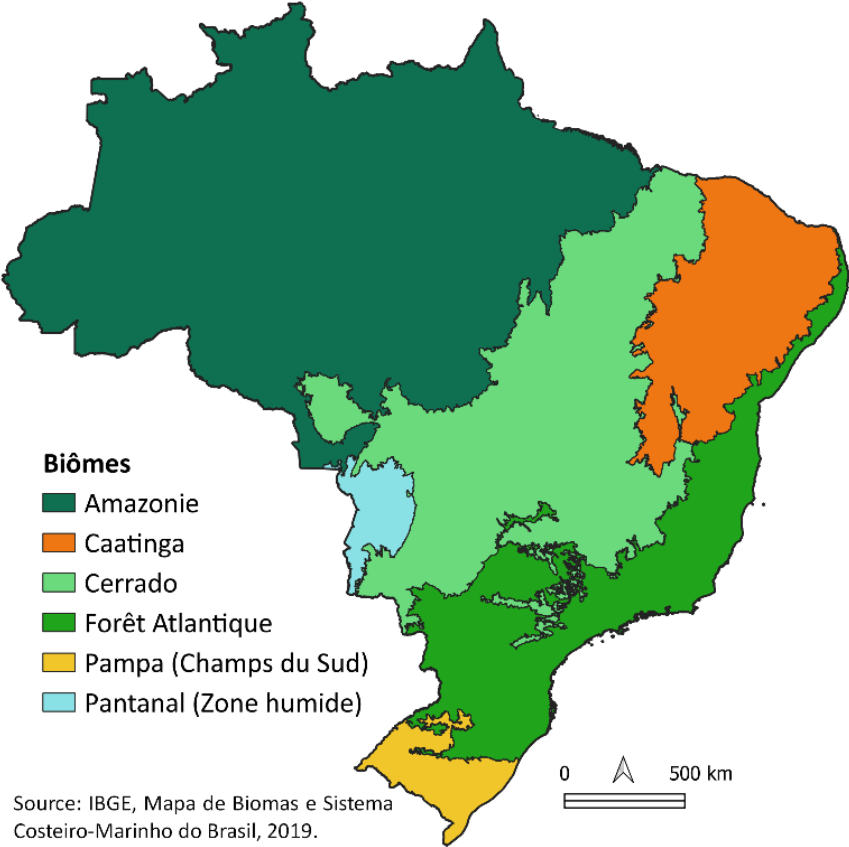 Biômes
Amazonie
Caatinga
Cerrado
Forêt Atlantique
Pampa (Champs du Sud)
Pantanal (Zone humide)
0 500 km
Source: IBGE, Mapa de Biomas e Sistema
Costeiro-Marinho do Brasil, 2019.